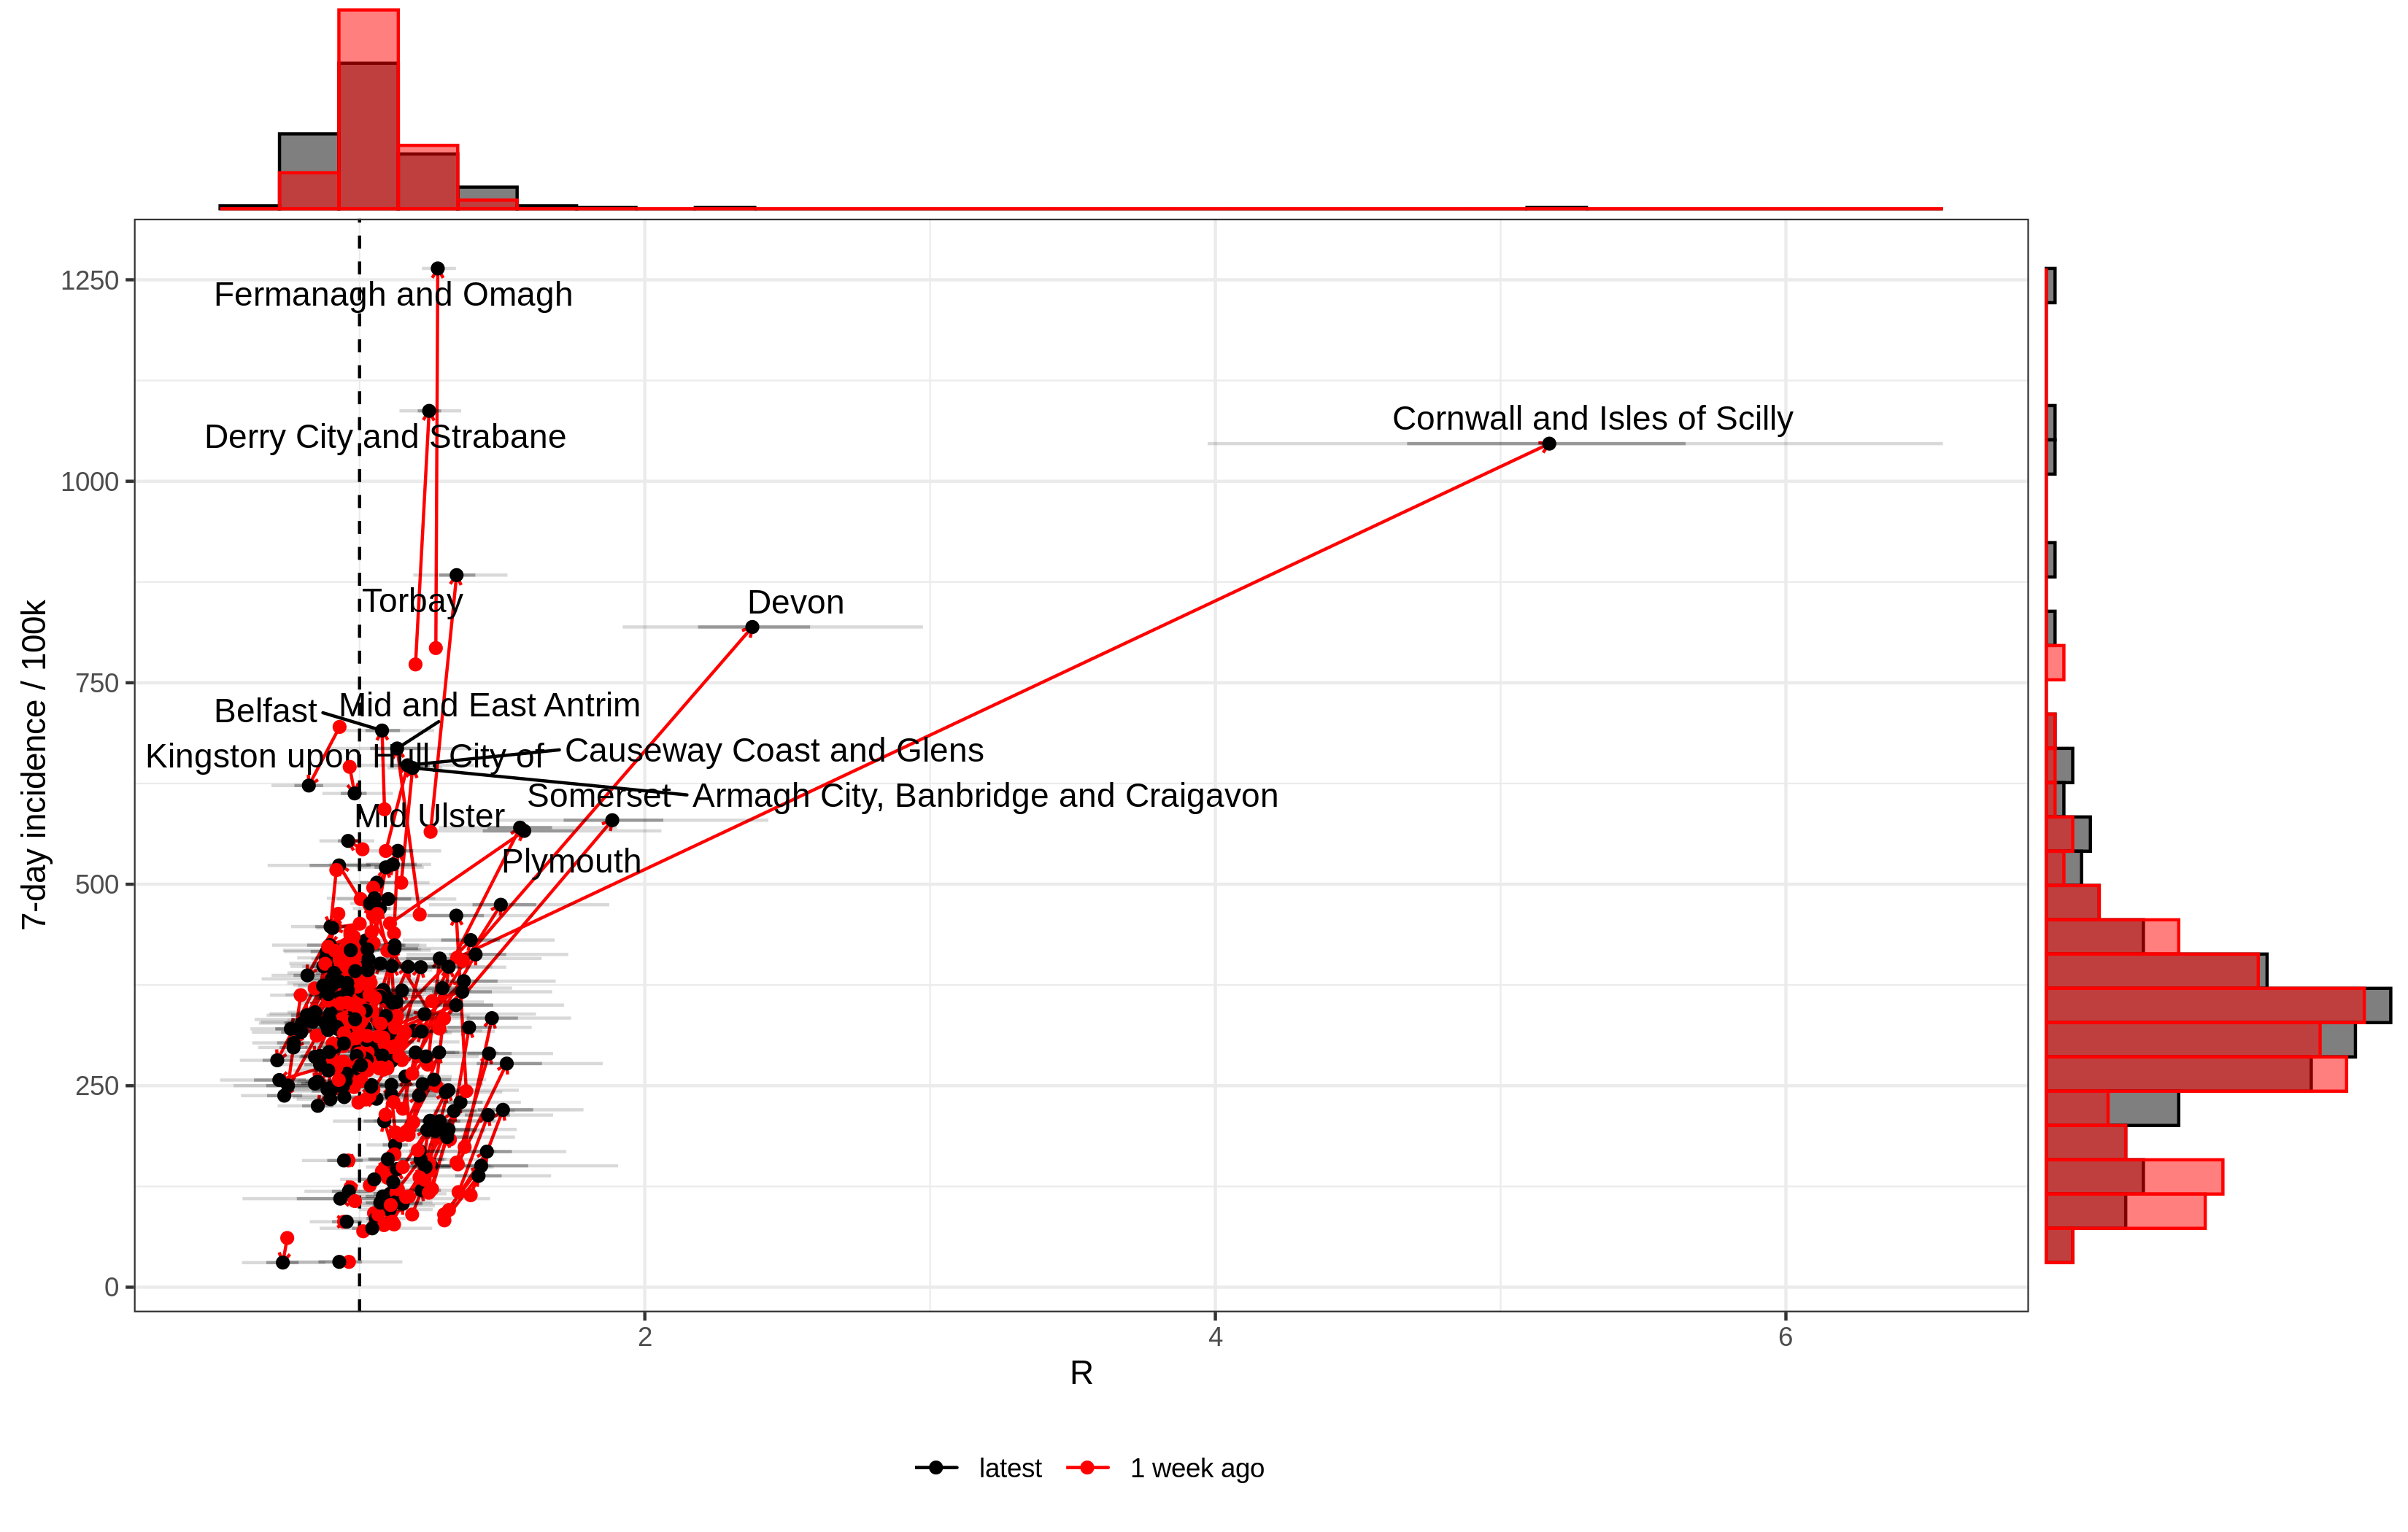 1250
Fermanagh and Omagh
Cornwall and Isles of Scilly
Derry City and Strabane
1000
Torbay
Devon
750
Belfast
Mid and East Antrim
Kingston upon Hull, City of
Causeway Coast and Glens
Somerset
Armagh City, Banbridge and Craigavon
Mid Ulster
Plymouth
500
250
0
7-day incidence / 100k
2
4
6
R
latest
1 week ago